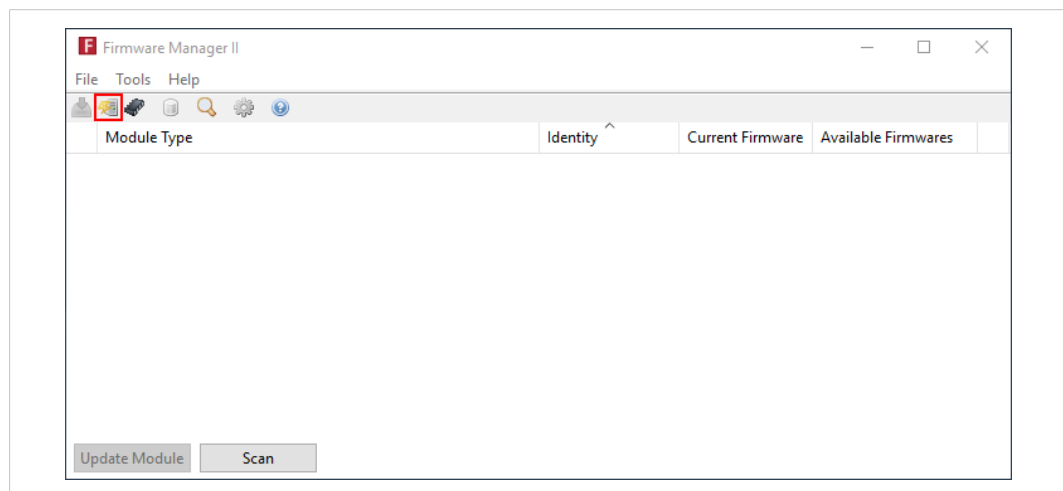 F Firmware Manager II
File Tools Help
Module Type Identity Current Firmware Available Firmwares
Update Module Scan